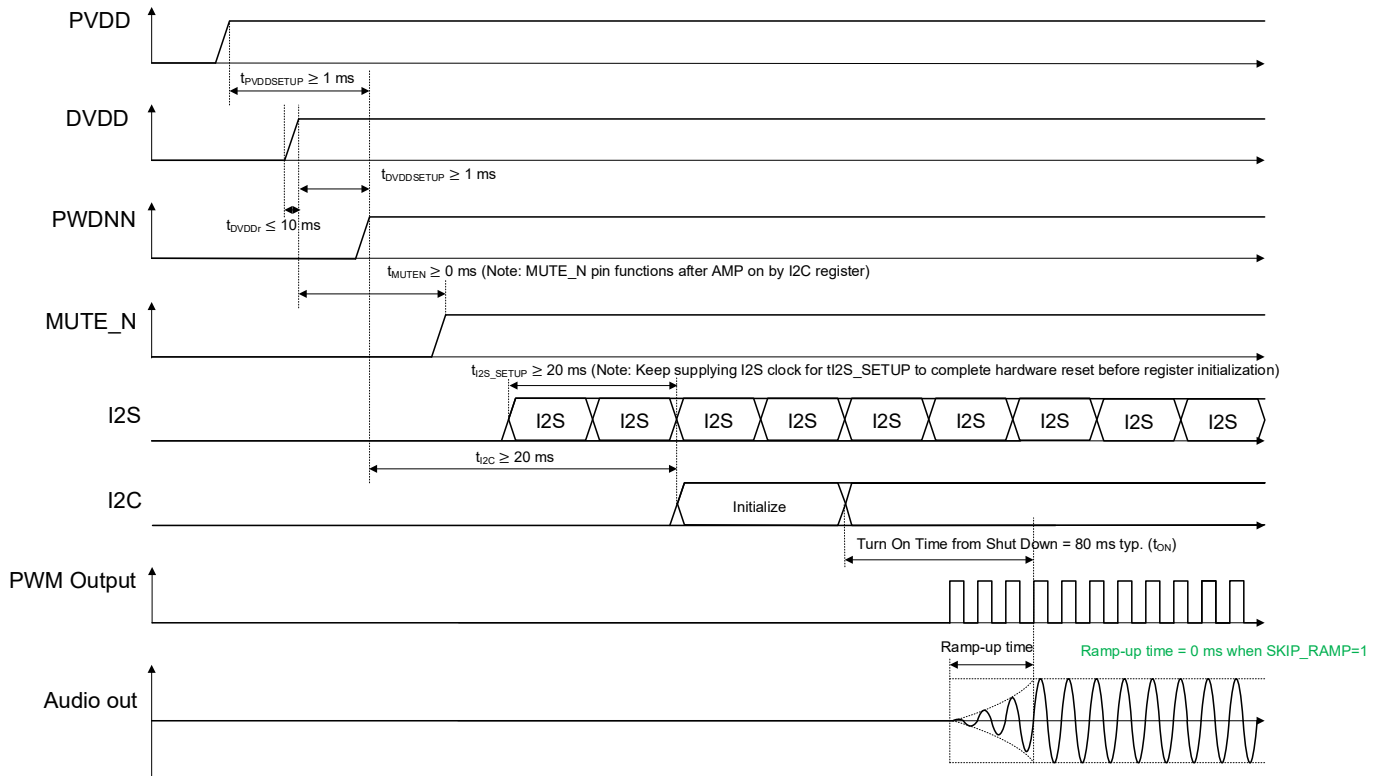 PVDD
tPVDDSETUP ≥ 1 ms
DVDD
tDVDDSETUP ≥ 1 ms
PWDNN
tDVDDr ≤ 10 ms
tMUTEN ≥ 0 ms (Note: MUTE_N pin functions after AMP on by I2C register)
MUTE_N
tI2S_SETUP ≥ 20 ms (Note: Keep supplying I2S clock for tI2S_SETUP to complete hardware reset before register initialization)
I2S
I2S I2S I2S I2S I2S I2S I2S I2S I2S
tI2C ≥ 20 ms
I2C
Initialize
Turn On Time from Shut Down = 80 ms typ. (tON)
PWM Output
Ramp-up time
Ramp-up time = 0 ms when SKIP_RAMP=1
Audio out